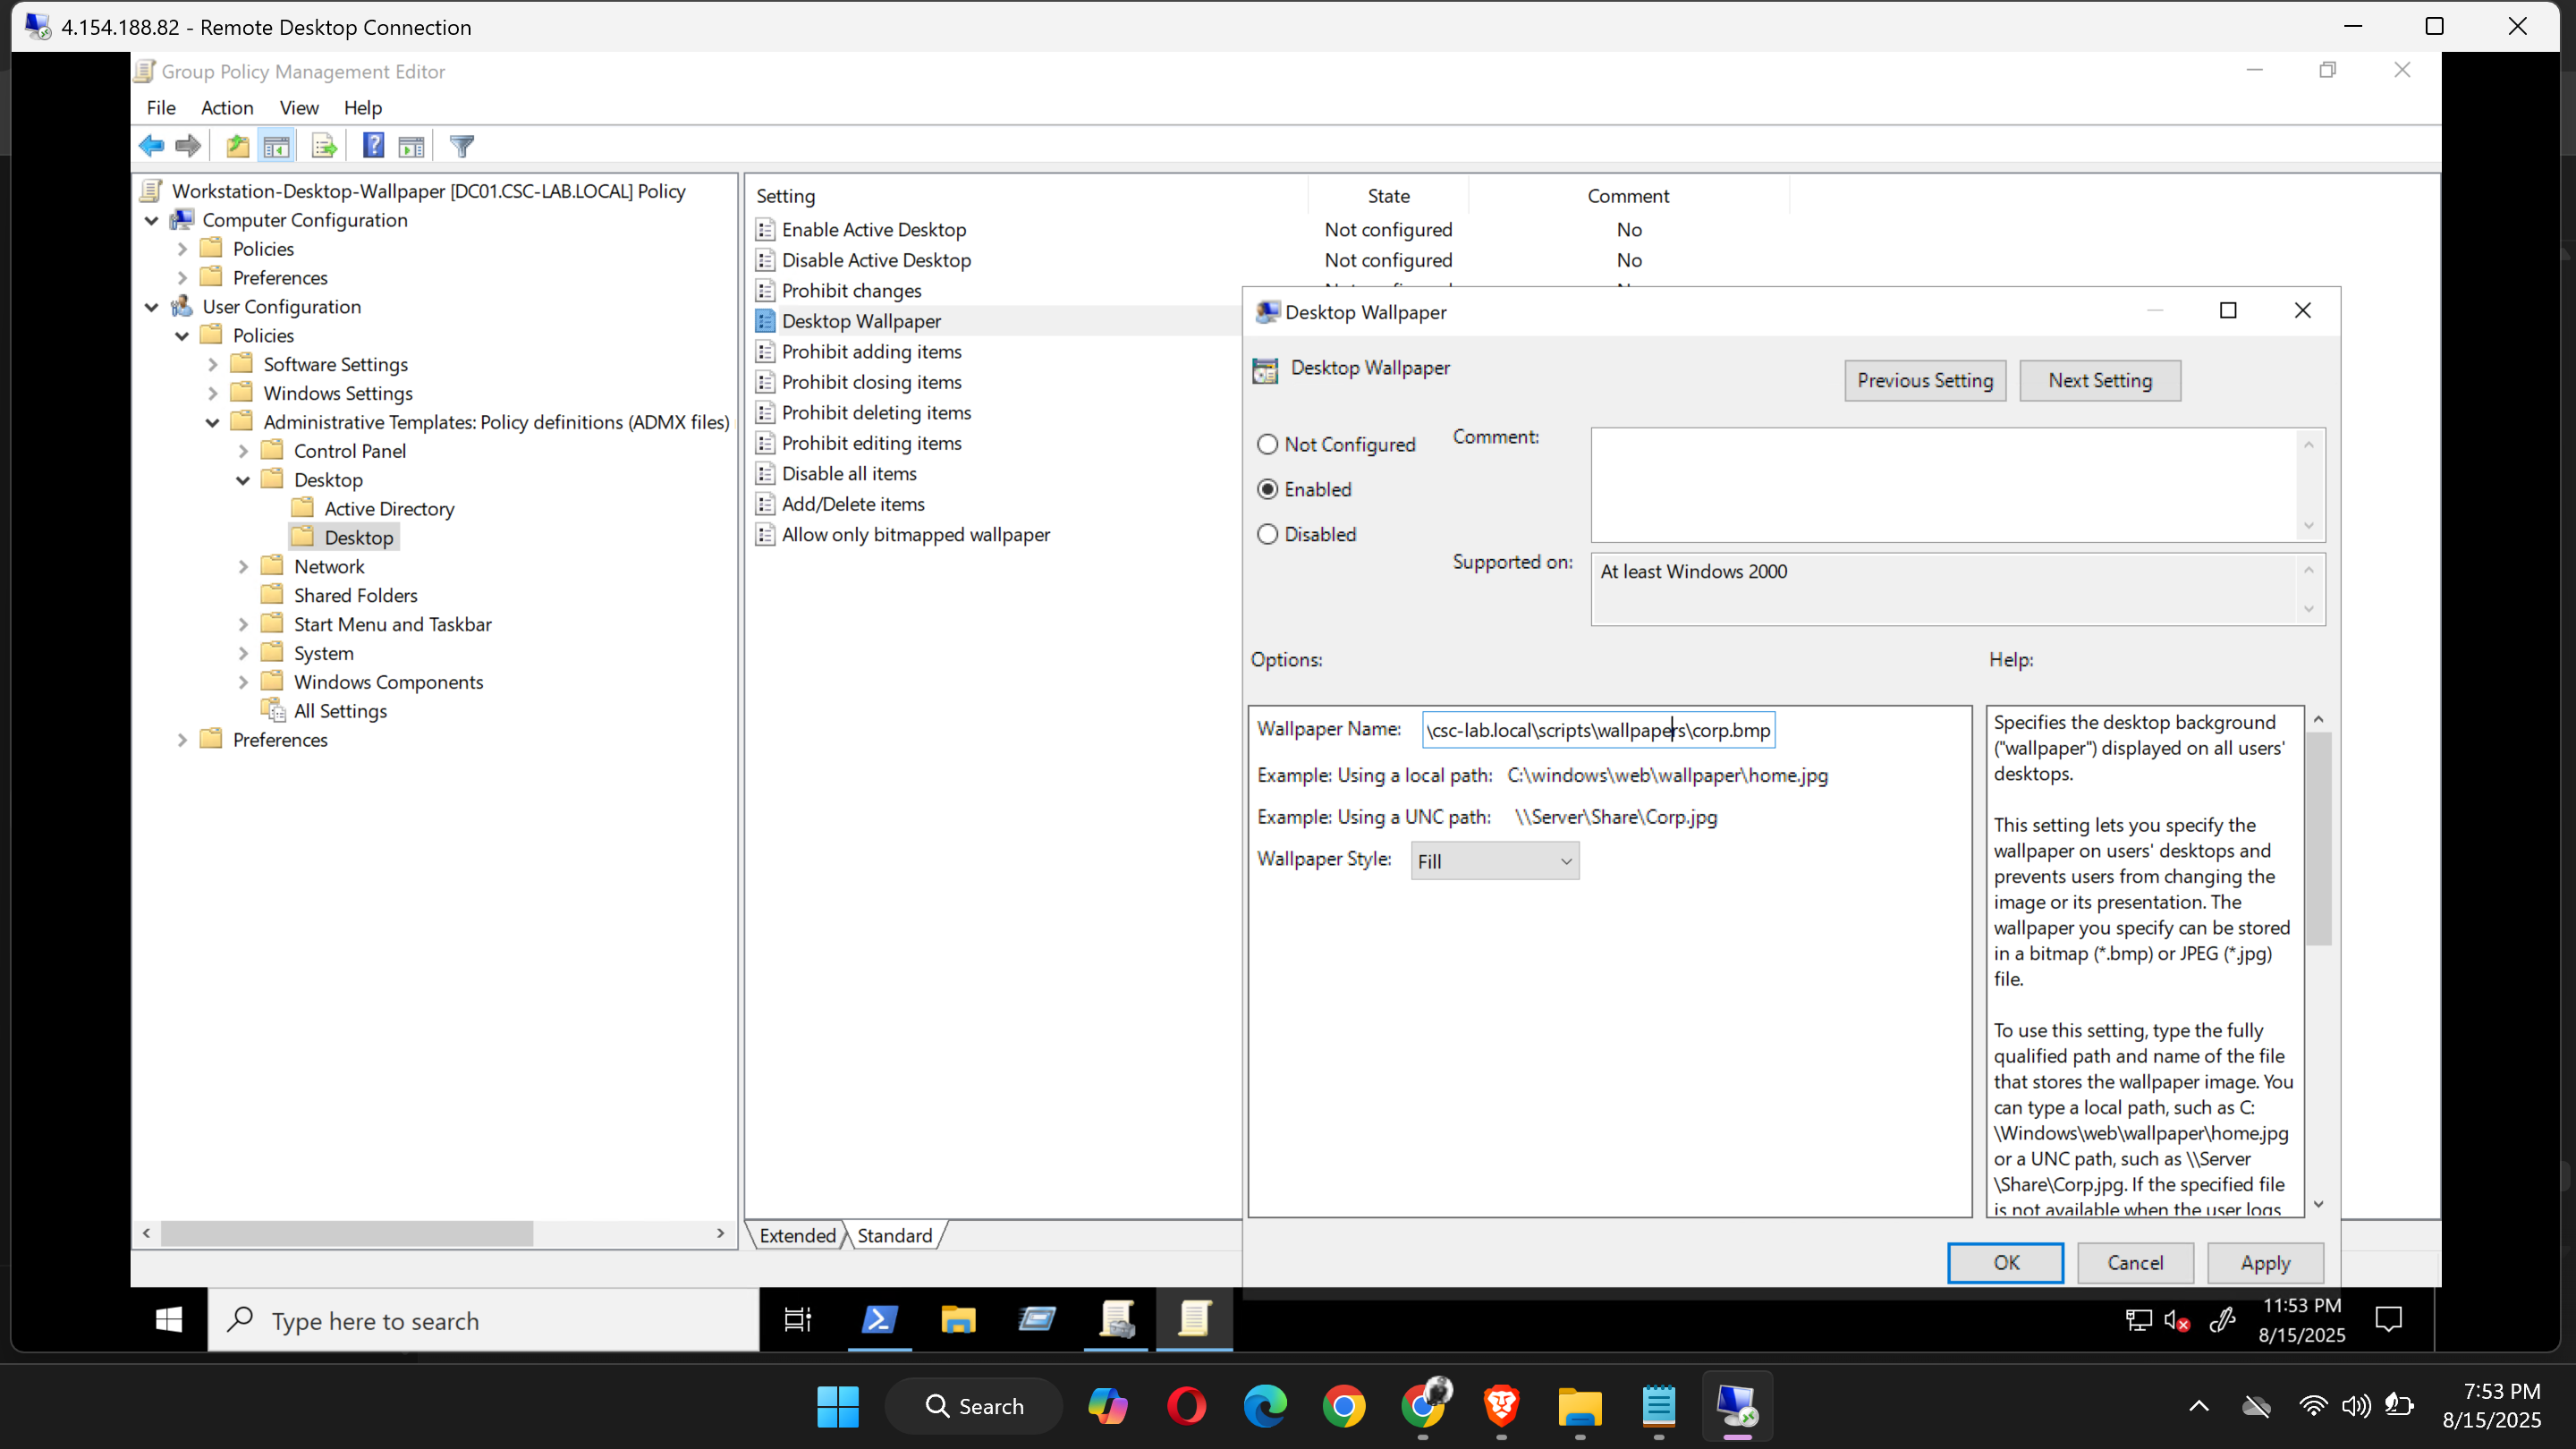 4.154.188.82 - Remote Desktop Connection
Group Policy Management Editor
File Action View Help
Workstation-Desktop-Wallpaper [DC01.CSC-LAB.LOCAL] Policy
Computer Configuration
Policies
Preferences
User Configuration
Policies
Software Settings
Windows Settings
Administrative Templates: Policy definitions (ADMX files)
Control Panel
Desktop
Active Directory
Desktop
Network
Shared Folders
Start Menu and Taskbar
System
Windows Components
All Settings
Preferences
Setting State Comment
Enable Active Desktop Not configured No
Disable Active Desktop Not configured No
Prohibit changes
Desktop Wallpaper
Prohibit adding items
Prohibit closing items
Prohibit deleting items
Prohibit editing items
Disable all items
Add/Delete items
Allow only bitmapped wallpaper
Extended Standard
Desktop Wallpaper
Desktop Wallpaper
Previous Setting Next Setting
Not Configured Comment:
Enabled
Disabled
Supported on: At least Windows 2000
Options: Help:
Wallpaper Name: \csc-lab.local\scripts\wallpapers\corp.bmp
Example: Using a local path: C:\windows\web\wallpaper\home.jpg
Example: Using a UNC path: \\Server\Share\Corp.jpg
Wallpaper Style: Fill
Specifies the desktop background
("wallpaper") displayed on all users'
desktops.
This setting lets you specify the
wallpaper on users' desktops and
prevents users from changing the
image or its presentation. The
wallpaper you specify can be stored
in a bitmap (*.bmp) or JPEG (*.jpg)
file.
To use this setting, type the fully
qualified path and name of the file
that stores the wallpaper image. You
can type a local path, such as C:
\Windows\web\wallpaper\home.jpg
or a UNC path, such as \\Server
\Share\Corp.jpg. If the specified file
is not available when the user logs
OK Cancel Apply
Type here to search
11:53 PM
8/15/2025
Search
7:53 PM
8/15/2025